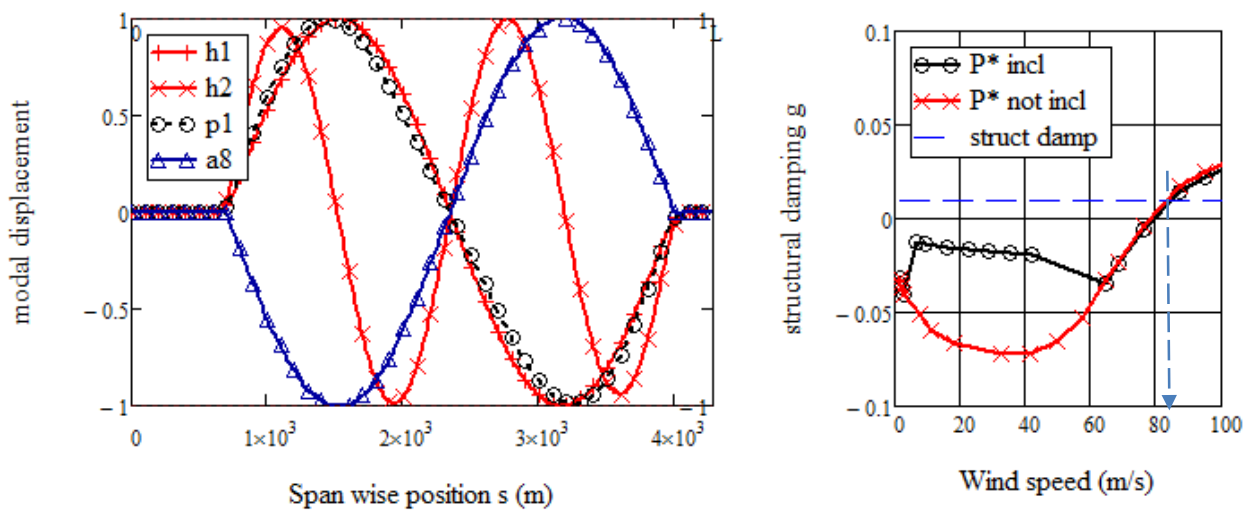 1
0.5
0
− 0.5
− 1
0
1
L
− 1
h1
h2
p1
a8
modal displacement
0
1×10³
2×10³
3×10³
4×10³
Span wise position s (m)
0.1
0.05
0
− 0.05
− 0.1
P* incl
P* not incl
struct damp
structural damping g
0
20
40
60
80
100
Wind speed (m/s)